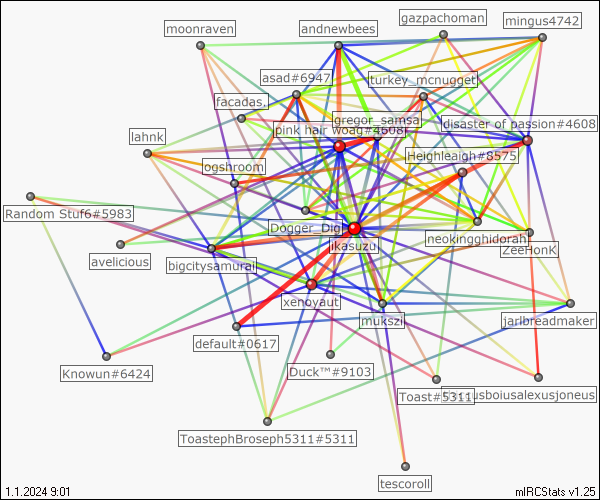 gazpachoman
mingus4742
moonraven
andnewbees
asad#6947
turkey_mcnugget
facadas.
gregor_samsa
disaster of passion#4608
pink hair woag#4608
lahnk
Heighleaigh#8575
ogshroom
Random Stuf6#5983
Dogger_Dig
neokingghidorah
ikasuzu
ZeeHonK
avelicious
bigcitysamurai
xenoyaut
mukszi
jarlbreadmaker
default#0617
Knowun#6424
Duck™#9103
Toast#5311
usboiusalexusjoneus
ToastephBroseph5311#5311
tescoroll
1.1.2024 9:01
mIRCStats v1.25